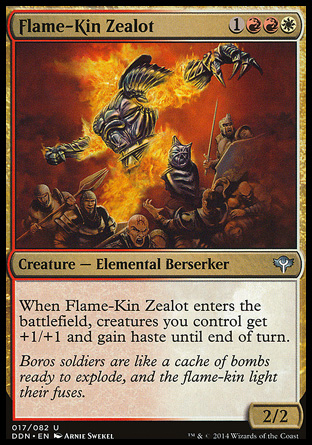 Flame-Kin Zealot 1
Creature — Elemental Berserker
When Flame-Kin Zealot enters the
battlefield, creatures you control get
+1/+1 and gain haste until end of turn.
Boros soldiers are like a cache of bombs
ready to explode, and the flame-kin light
their fuses.
2/2
017/082 U
DDN • EN Arnie Swekel ™ & © 2014 Wizards of the Coast